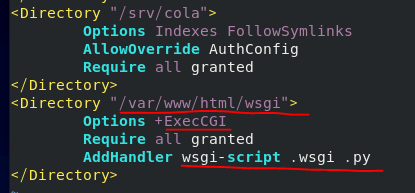 <Directory "/srv/cola">
Options Indexes FollowSymlinks
AllowOverride AuthConfig
Require all granted
</Directory>
<Directory "/var/www/html/wsgi">
Options +ExecCGI
Require all granted
AddHandler wsgi-script .wsgi .py
</Directory>